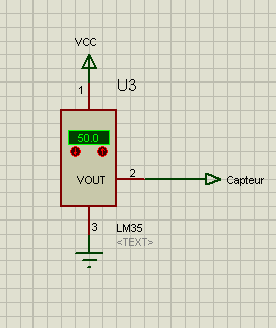 VCC
U3
1
50.0
VOUT
2
Capteur
3
LM35
<TEXT>